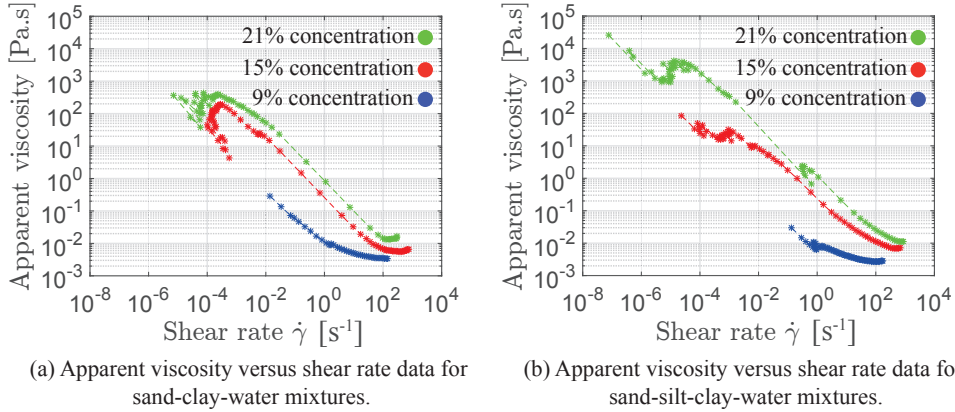 Apparent viscosity [Pa.s]
10^5
10^4
10^3
10^2
10^1
10^0
10^-1
10^-2
10^-3
21% concentration
15% concentration
9% concentration
10^-8
10^-6
10^-4
10^-2
10^0
10^2
10^4
Shear rate γ̇ [s^-1]
(a) Apparent viscosity versus shear rate data for
sand-clay-water mixtures.
Apparent viscosity [Pa.s]
10^5
10^4
10^3
10^2
10^1
10^0
10^-1
10^-2
10^-3
21% concentration
15% concentration
9% concentration
10^-8
10^-6
10^-4
10^-2
10^0
10^2
10^4
Shear rate γ̇ [s^-1]
(b) Apparent viscosity versus shear rate data fo
sand-silt-clay-water mixtures.